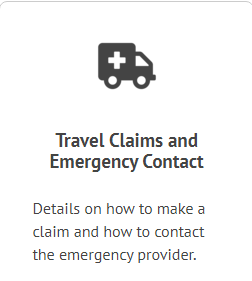 Travel Claims and
Emergency Contact
Details on how to make a
claim and how to contact
the emergency provider.